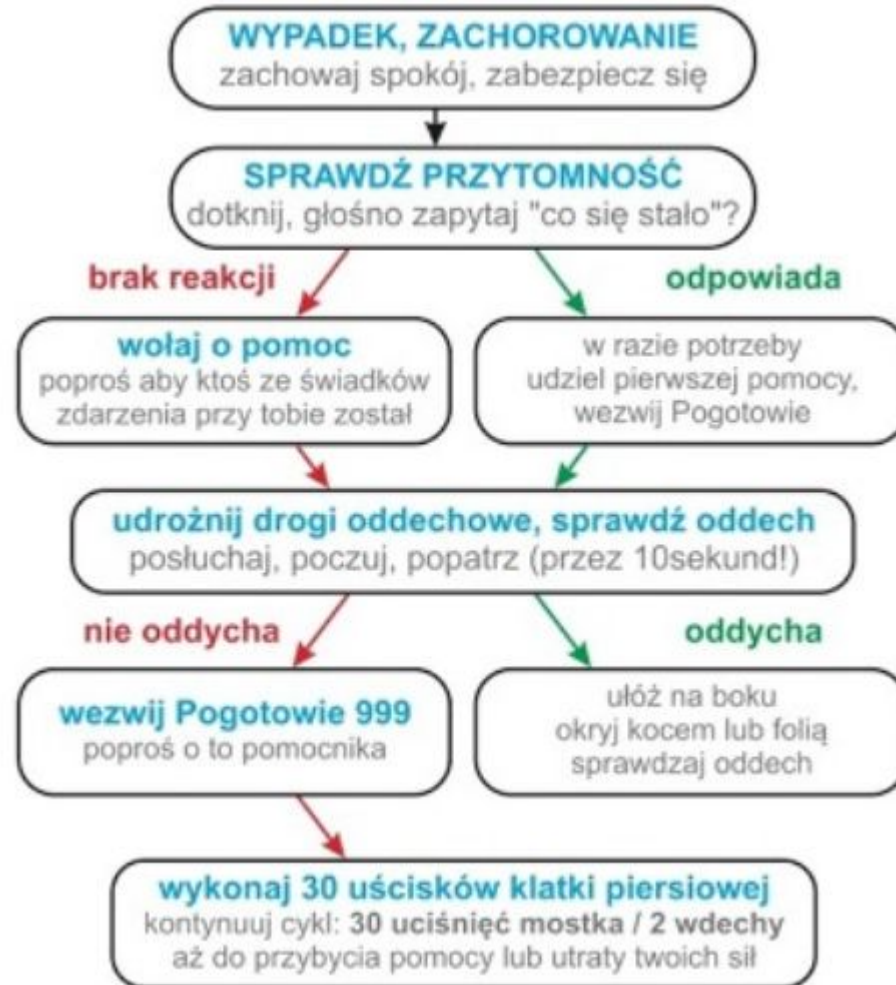 WYPADEK, ZACHOROWANIE
zachowaj spokój, zabezpiecz się
SPRAWDŹ PRZYTOMNOŚĆ
dotknij, głośno zapytaj "co się stało"?
brak reakcji
odpowiada
wołaj o pomoc
poproś aby ktoś ze świadków
zdarzenia przy tobie został
w razie potrzeby
udziel pierwszej pomocy,
wezwij Pogotowie
udrożnij drogi oddechowe, sprawdź oddech
posłuchaj, poczuj, popatrz (przez 10sekund!)
nie oddycha
oddycha
wezwij Pogotowie 999
poproś o to pomocnika
ułóż na boku
okryj kocem lub folią
sprawdzaj oddech
wykonaj 30 uścisków klatki piersiowej
kontynuuj cykl: 30 uciśnięć mostka / 2 wdechy
aż do przybycia pomocy lub utraty twoich sił